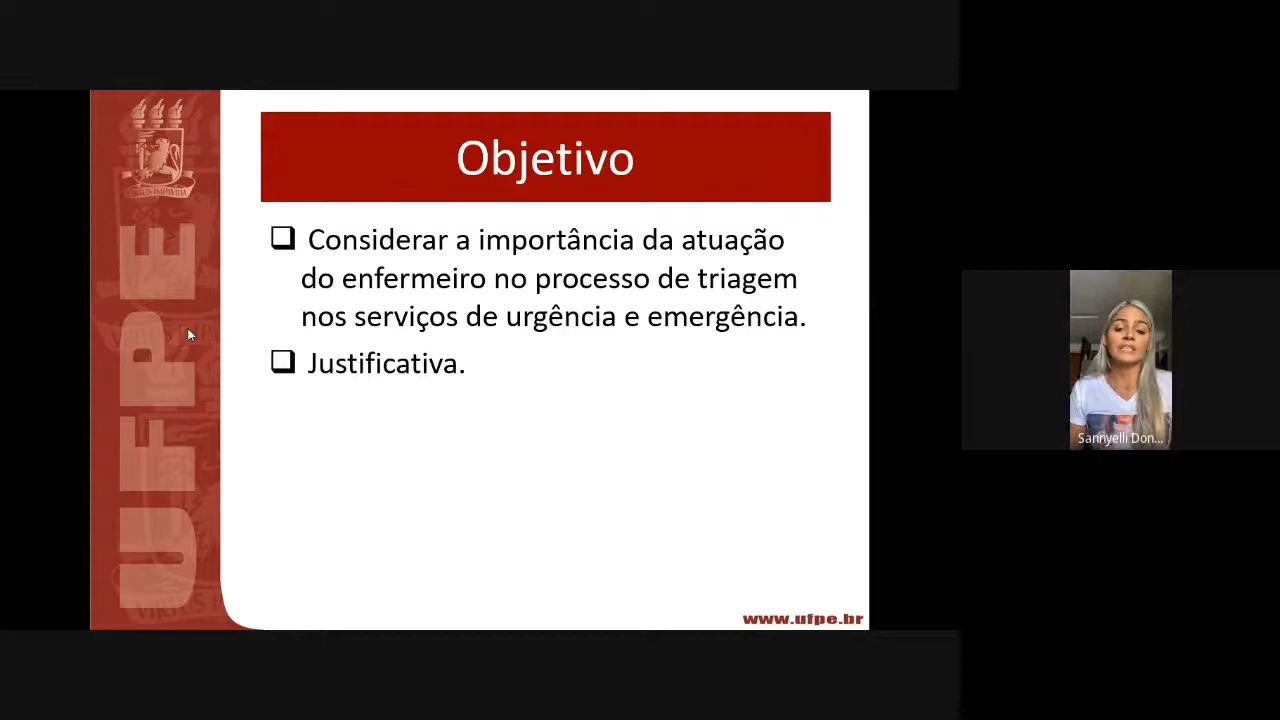 Objetivo
Considerar a importância da atuação
do enfermeiro no processo de triagem
nos serviços de urgência e emergência.
Justificativa.
UFPE
www.ufpe.br
Sannyelli Don...